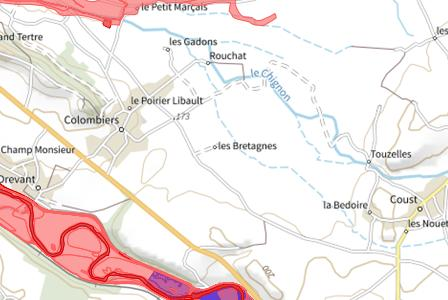 le Petit Marçais
and Tertre
les Gadons
les
Rouchat
le Chignon
le Poirier Libault
173
Colombiers
les Bretagnes
Champ Monsieur
Touzelles
Drevant
la Bedoire
Coust
les Nouet
200